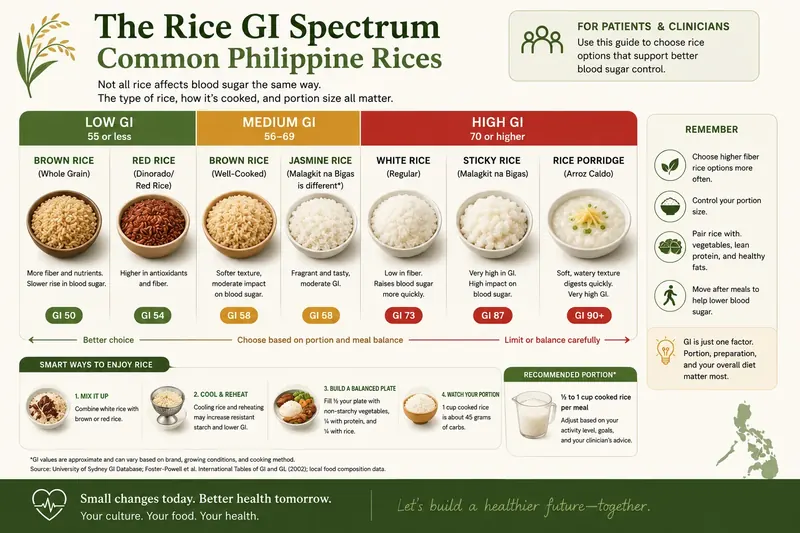 The Rice GI Spectrum
Common Philippine Rices
Not all rice affects blood sugar the same way.
The type of rice, how it's cooked, and portion size all matter.
FOR PATIENTS & CLINICIANS
Use this guide to choose rice
options that support better
blood sugar control.
LOW GI
55 or less
MEDIUM GI
56–69
HIGH GI
70 or higher
BROWN RICE
(Whole Grain)
More fiber and nutrients.
Slower rise in blood sugar.
GI 50
RED RICE
(Dinorado/
Red Rice)
Higher in antioxidants
and fiber.
GI 54
BROWN RICE
(Well-Cooked)
Softer texture,
moderate impact
on blood sugar.
GI 58
JASMINE RICE
(Malagkit na Bigas
is different*)
Fragrant and tasty,
moderate GI.
GI 58
WHITE RICE
(Regular)
Low in fiber.
Raises blood sugar
more quickly.
GI 73
STICKY RICE
(Malagkit na Bigas)
Very high in GI.
High impact on
blood sugar.
GI 87
RICE PORRIDGE
(Arroz Caldo)
Soft, watery texture
digests quickly.
Very high GI.
GI 90+
Better choice
Choose based on portion and meal balance
Limit or balance carefully
REMEMBER
Choose higher fiber
rice options more
often.
Control your portion
size.
Pair rice with
vegetables, lean
protein, and healthy
fats.
Move after meals to
help lower blood
sugar.
GI is just one factor.
Portion, preparation,
and your overall diet
matter most.
SMART WAYS TO ENJOY RICE
1. MIX IT UP
Combine white rice with
brown or red rice.
2. COOL & REHEAT
Cooling rice and reheating
may increase resistant
starch and lower GI.
3. BUILD A BALANCED PLATE
Fill ½ your plate with
non-starchy vegetables,
¼ with protein, and
¼ with rice.
4. WATCH YOUR PORTION
1 cup cooked rice
is about 45 grams
of carbs.
RECOMMENDED PORTION*
½ to 1 cup cooked rice
per meal
Adjust based on your
activity level, goals,
and your clinician's advice.
*GI values are approximate and can vary based on brand, growing conditions, and cooking method.
Source: University of Sydney GI Database; Foster-Powell et al. International Tables of GI and GL (2002); local food composition data.
Small changes today. Better health tomorrow.
Your culture. Your food. Your health.
Let's build a healthier future—together.